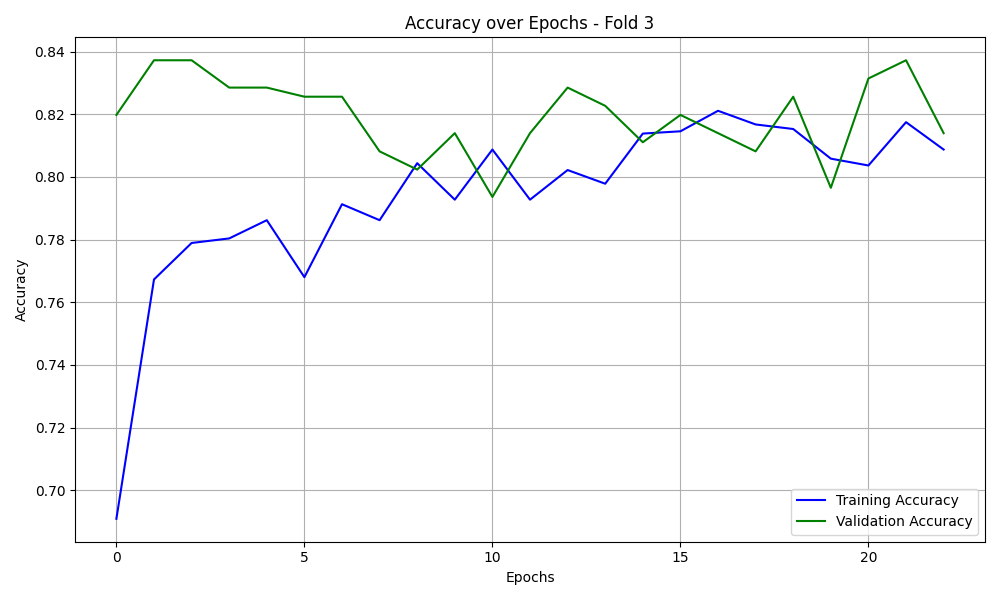 Accuracy over Epochs - Fold 3
Accuracy
0.84
0.82
0.80
0.78
0.76
0.74
0.72
0.70
0 5 10 15 20
Epochs
Training Accuracy
Validation Accuracy